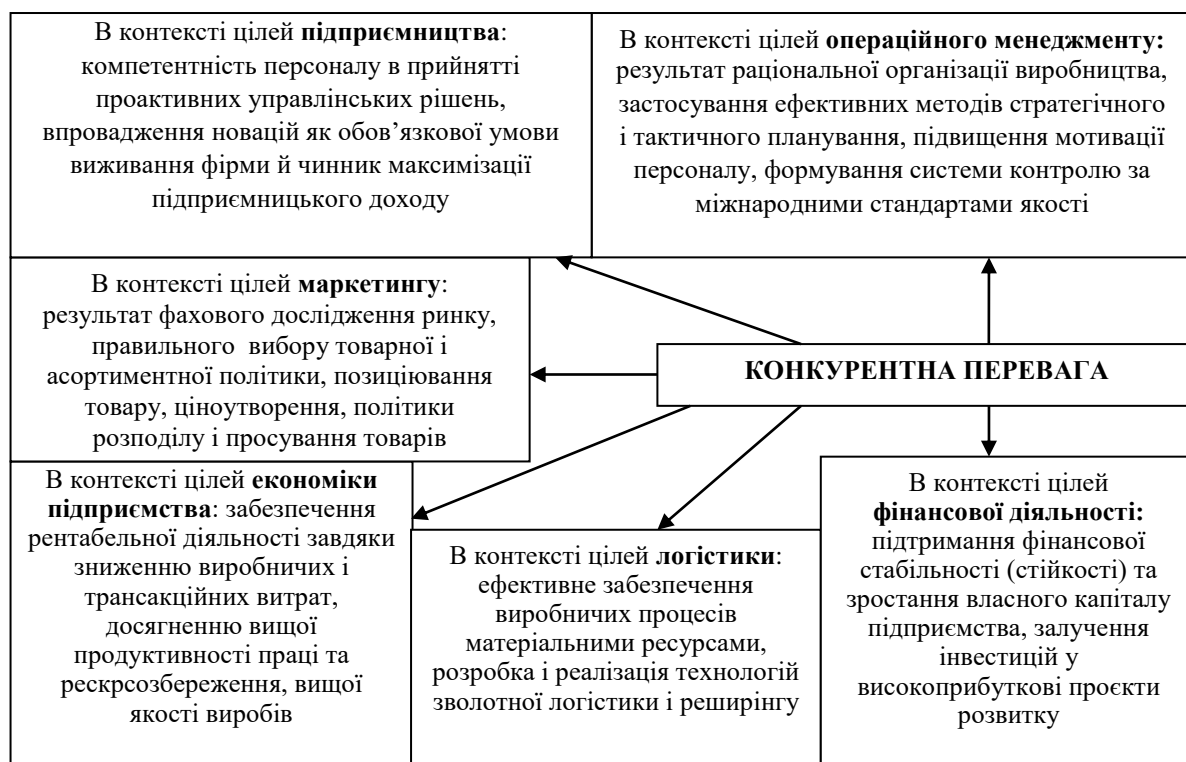 В контексті цілей підприємництва:
компетентність персоналу в прийнятті
проактивних управлінських рішень,
впровадження новацій як обов’язкової умови
виживання фірми й чинник максимізації
підприємницького доходу
В контексті цілей операційного менеджменту:
результат раціональної організації виробництва,
застосування ефективних методів стратегічного
і тактичного планування, підвищення мотивації
персоналу, формування системи контролю за
міжнародними стандартами якості
В контексті цілей маркетингу:
результат фахового дослідження ринку,
правильного вибору товарної і
асортиментної політики, позиціювання
товару, ціноутворення, політики
розподілу і просування товарів
КОНКУРЕНТНА ПЕРЕВАГА
В контексті цілей економіки
підприємства: забезпечення
рентабельної діяльності завдяки
зниженню виробничих і
трансакційних витрат,
досягненню вищої
продуктивності праці та
рескрсозбереження, вищої
якості виробів
В контексті цілей логістики:
ефективне забезпечення
виробничих процесів
матеріальними ресурсами,
розробка і реалізація технологій
зволотної логістики і реширінгу
В контексті цілей
фінансової діяльності:
підтримання фінансової
стабільності (стійкості) та
зростання власного капіталу
підприємства, залучення
інвестицій у
високоприбуткові проєкти
розвитку